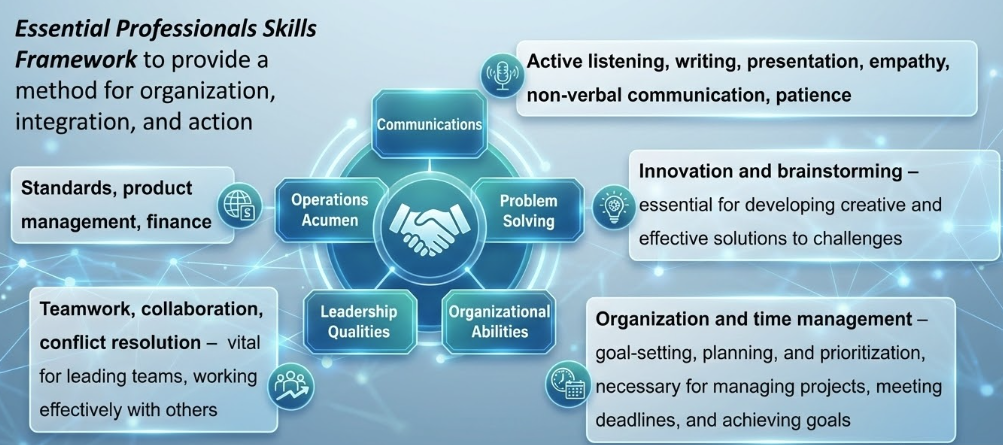 Essential Professionals Skills
Framework to provide a
method for organization,
integration, and action
Active listening, writing, presentation, empathy,
non-verbal communication, patience
Communications
Innovation and brainstorming –
essential for developing creative and
effective solutions to challenges
Problem
Solving
Standards, product
management, finance
Operations
Acumen
Teamwork, collaboration,
conflict resolution – vital
for leading teams, working
effectively with others
Leadership
Qualities
Organizational
Abilities
Organization and time management –
goal-setting, planning, and prioritization,
necessary for managing projects, meeting
deadlines, and achieving goals